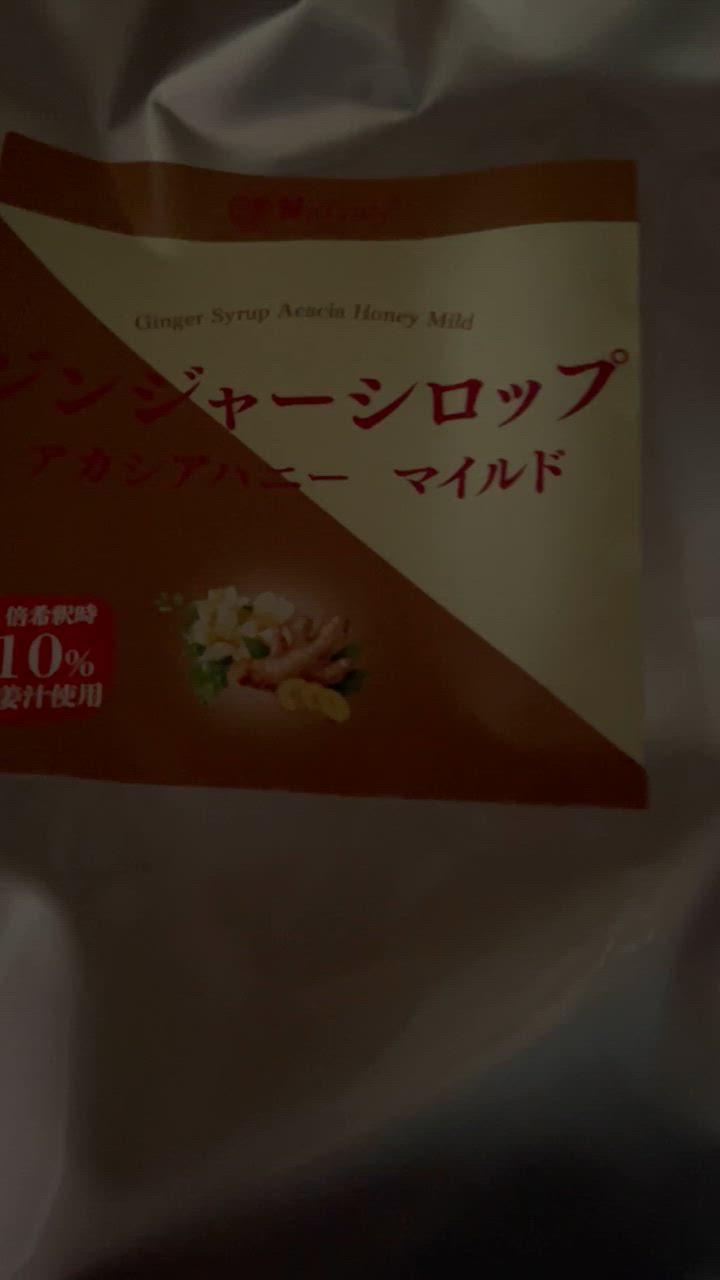 Ginger Syrup Acacia Honey Mild
ジンジャーシロップ
アカシアハニー マイルド
倍希釈時
10%
姜汁使用